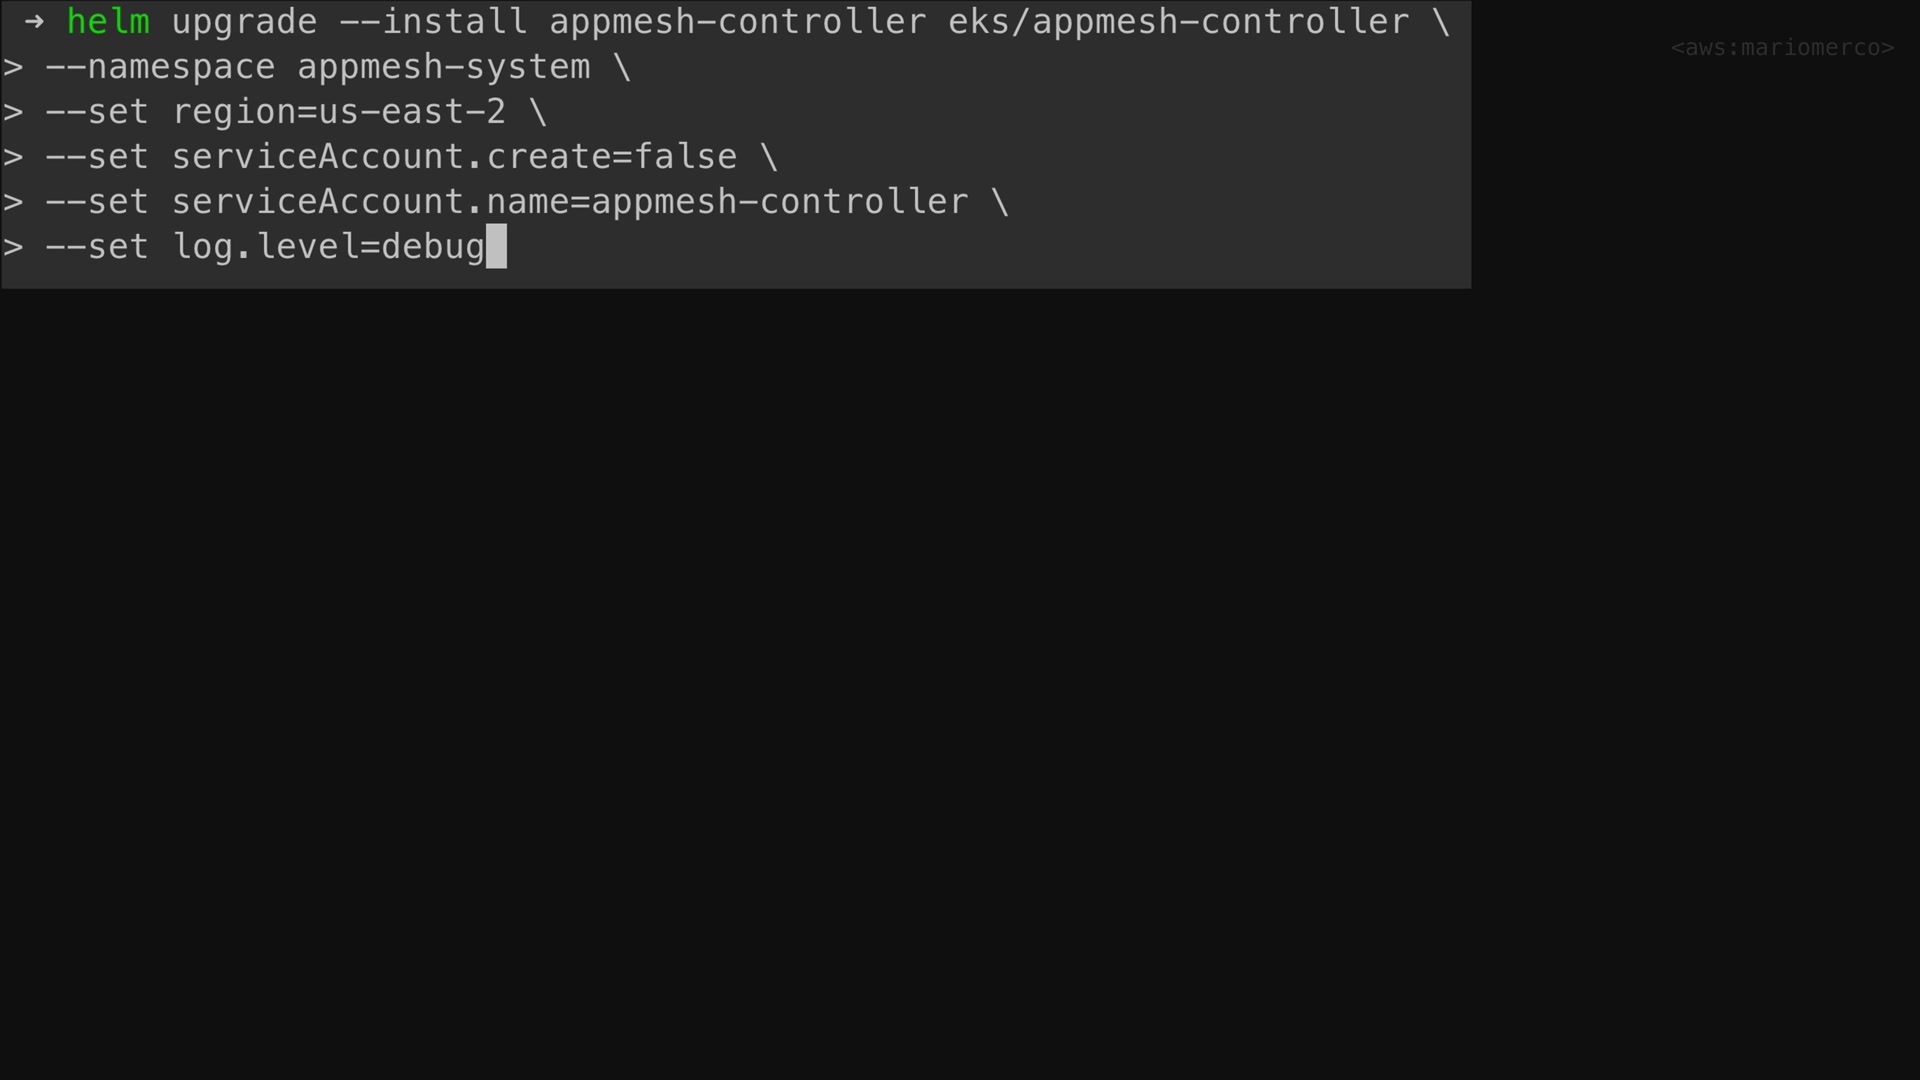 ➜ helm upgrade --install appmesh-controller eks/appmesh-controller \
<aws:mariomerco>
> --namespace appmesh-system \
> --set region=us-east-2 \
> --set serviceAccount.create=false \
> --set serviceAccount.name=appmesh-controller \
> --set log.level=debug